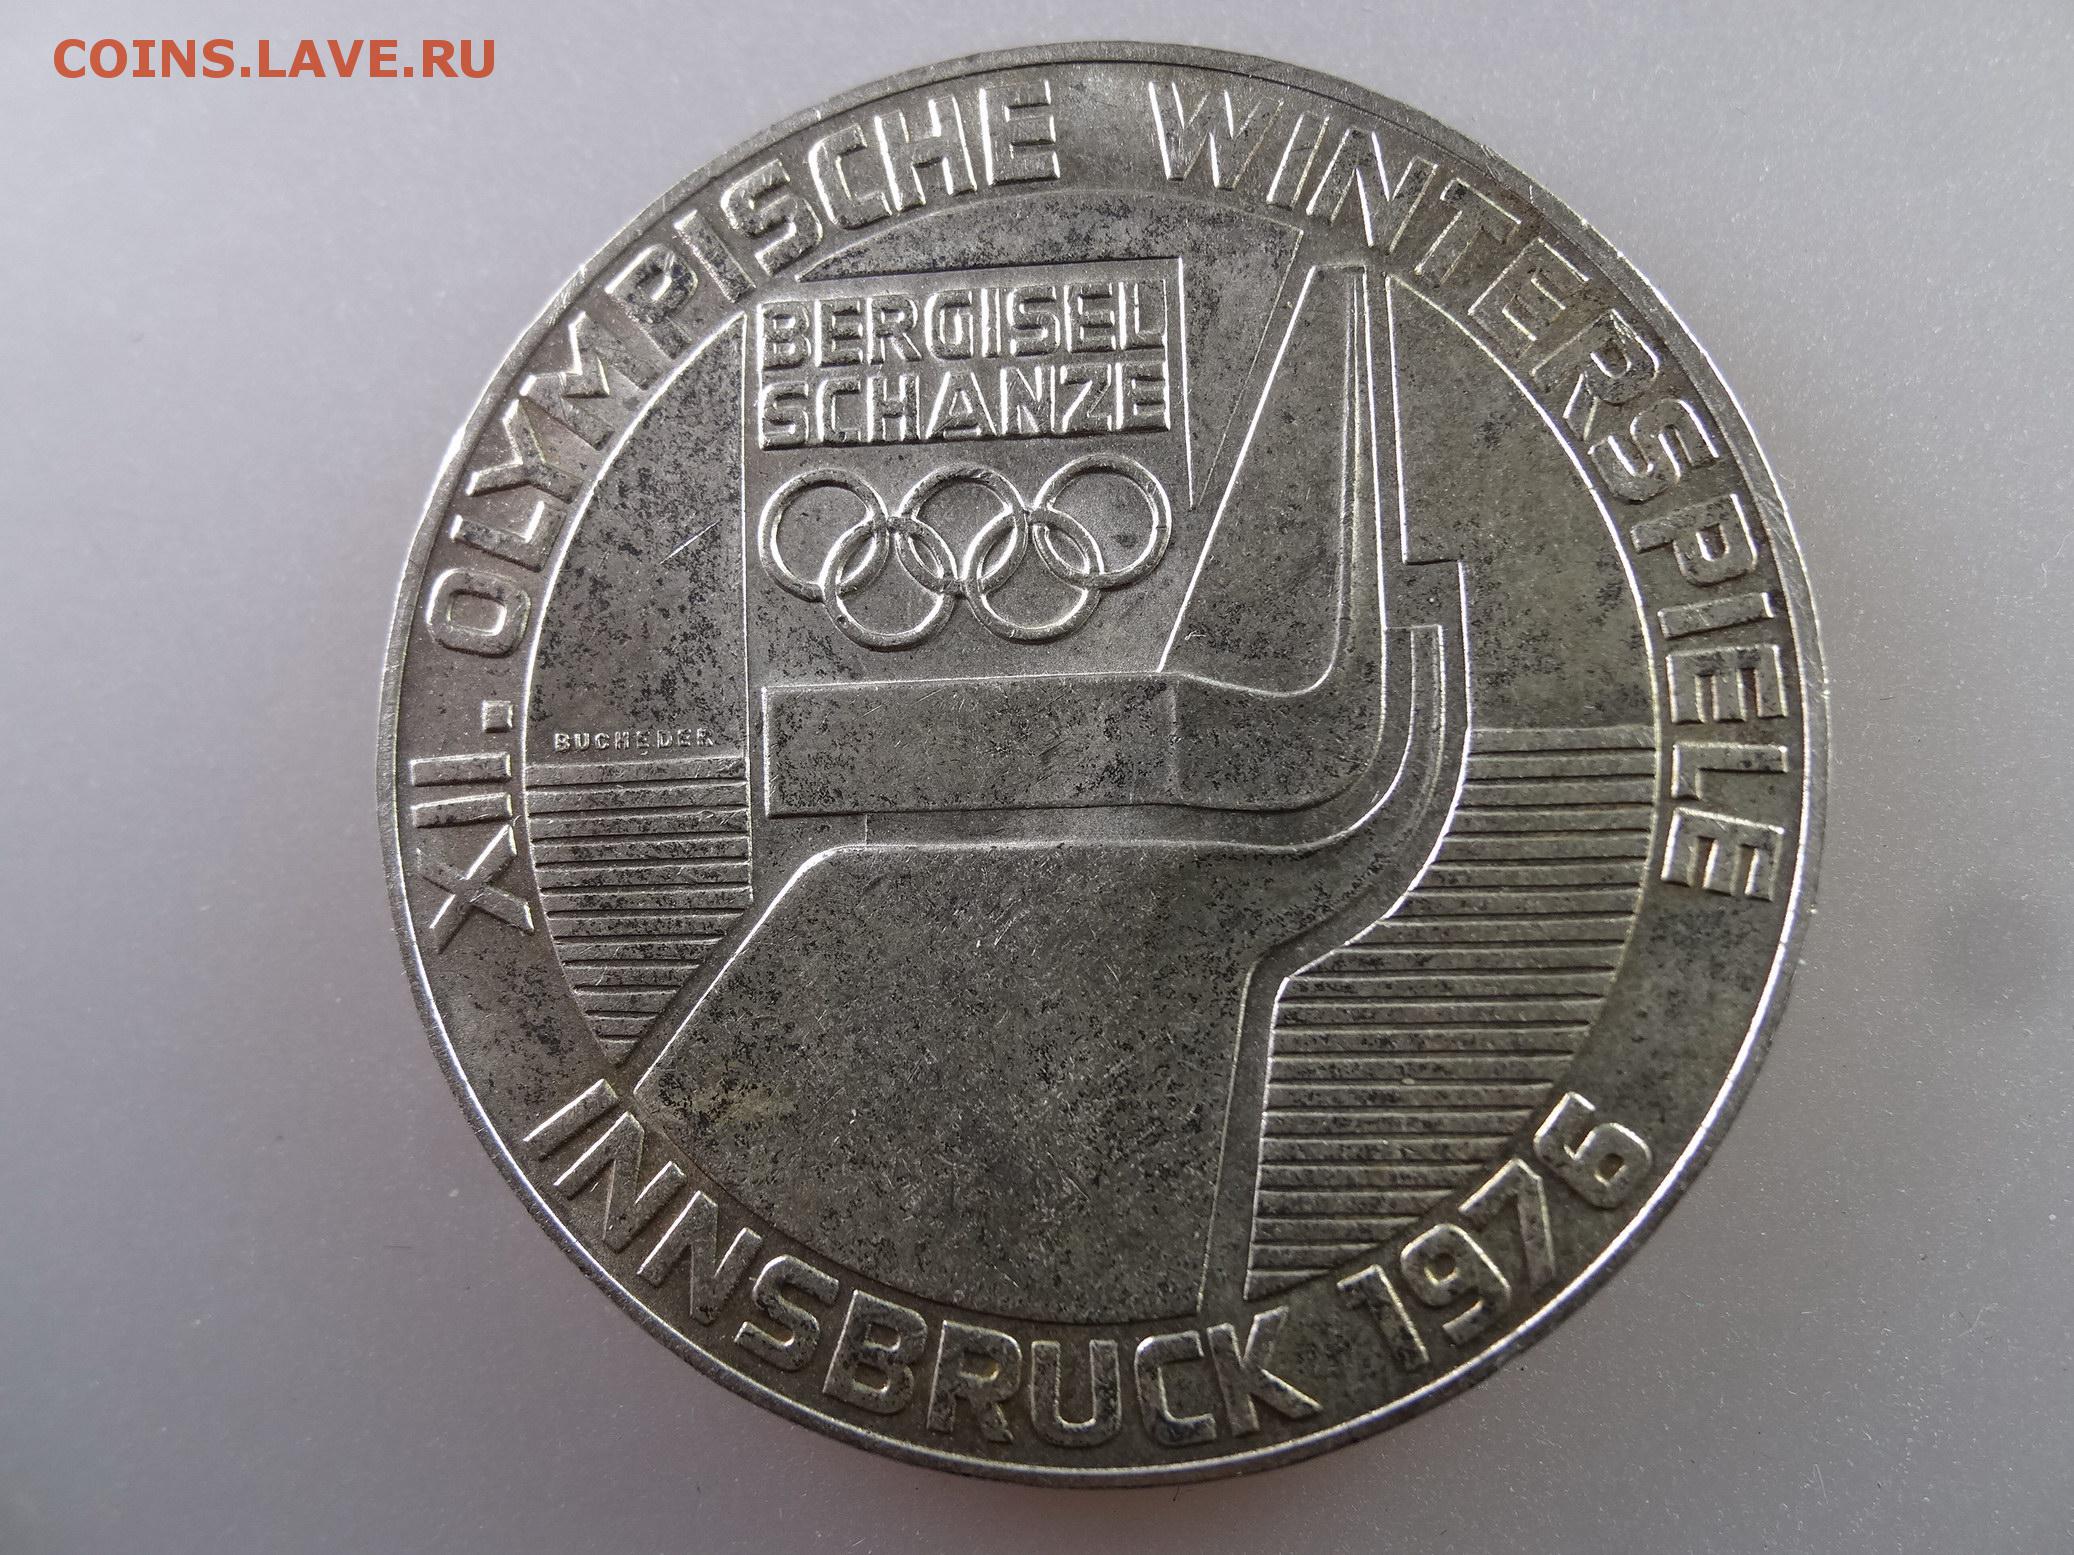 COINS.LAVE.RU
XII. OLYMPISCHE WINTERSPIELE
BERGISEL
SCHANZE
BUCHEDER
INNSBRUCK 1976